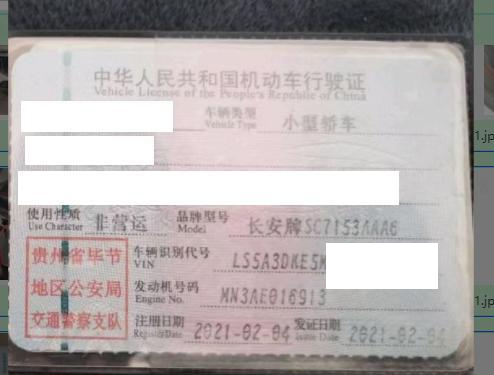 中华人民共和国机动车行驶证
Vehicle License of the People's Republic of China
车辆类型 小型轿车
Vehicle Type
使用性质 非营运 品牌型号 长安牌SC7153AAA6
Use Character Model
贵州省毕节
地区公安局
交通警察支队
车辆识别代号 LS5A3DKE5
VIN
发动机号码 MN3AE016913
Engine No.
注册日期 2021-02-04 发证日期 2021-02-04
Register Date Issue Date
1.jp
1.jp